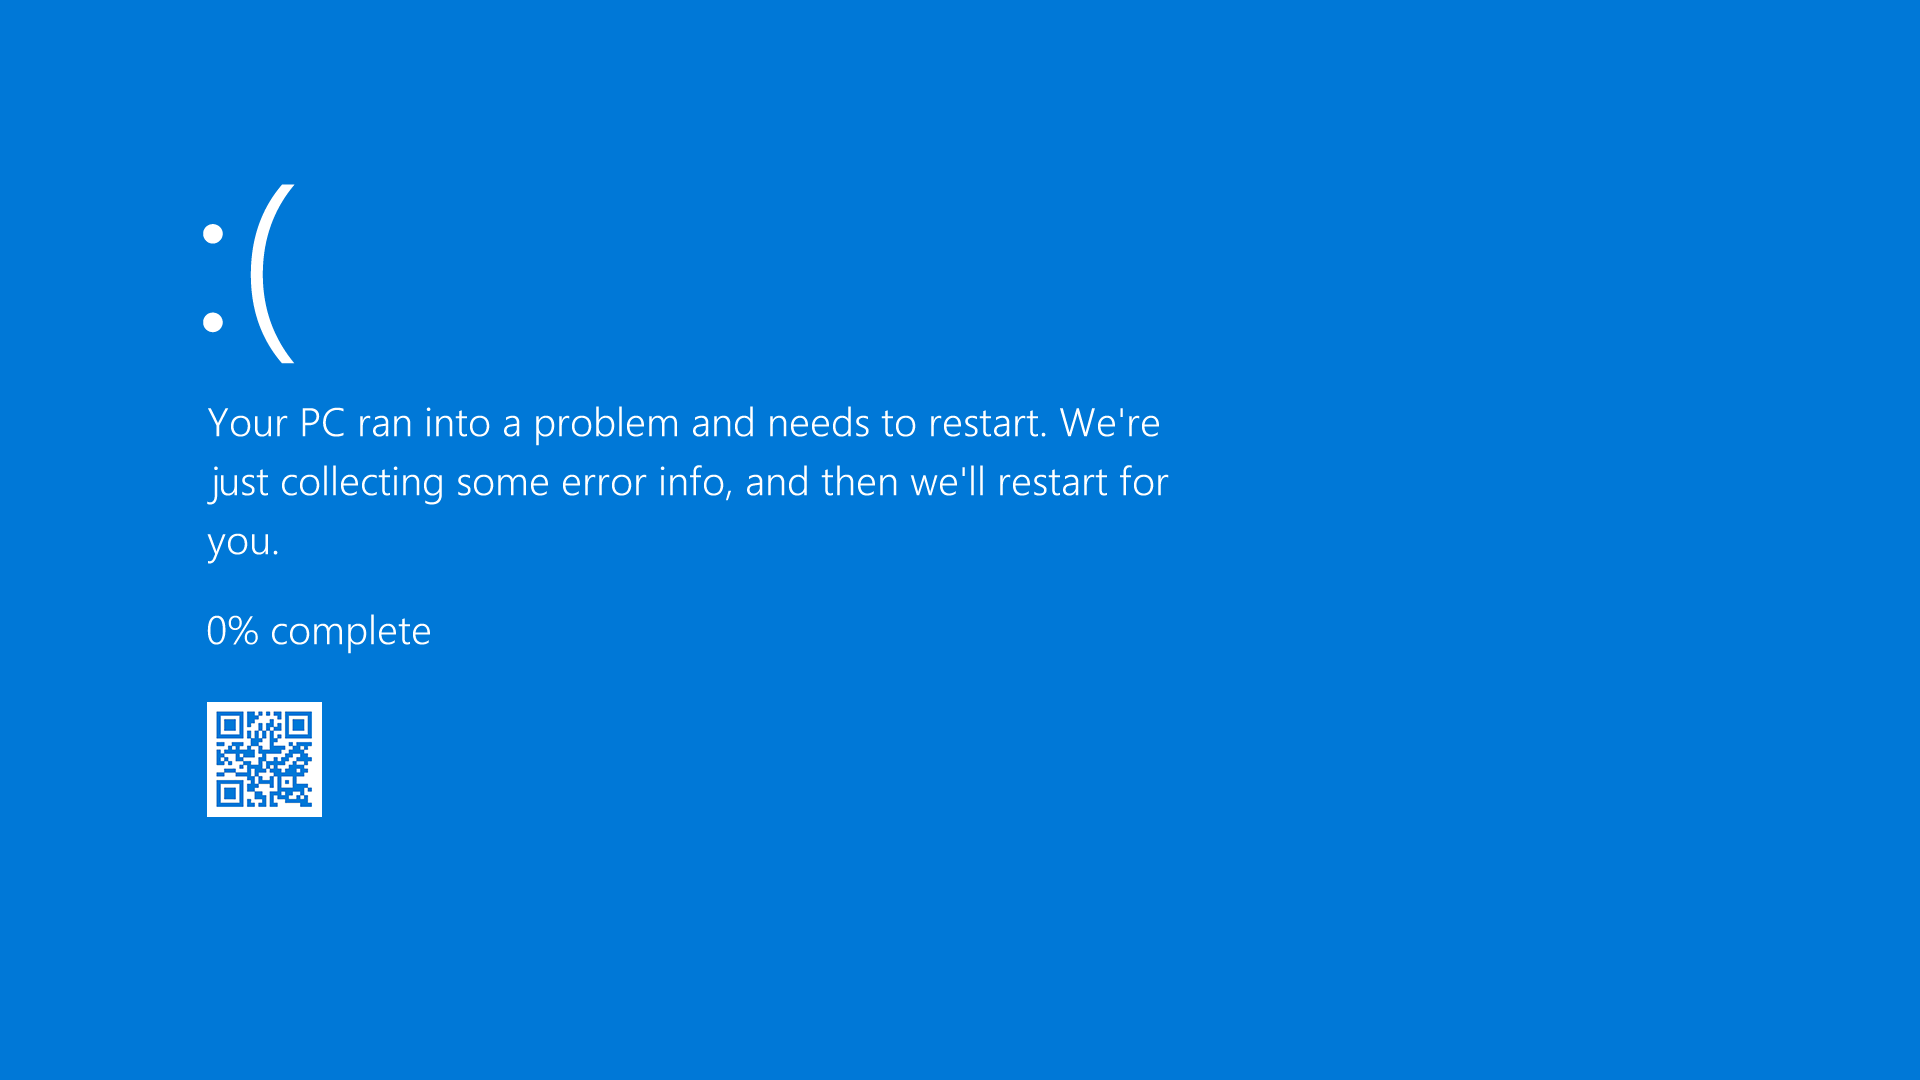 :(
Your PC ran into a problem and needs to restart. We're
just collecting some error info, and then we'll restart for
you.
0% complete